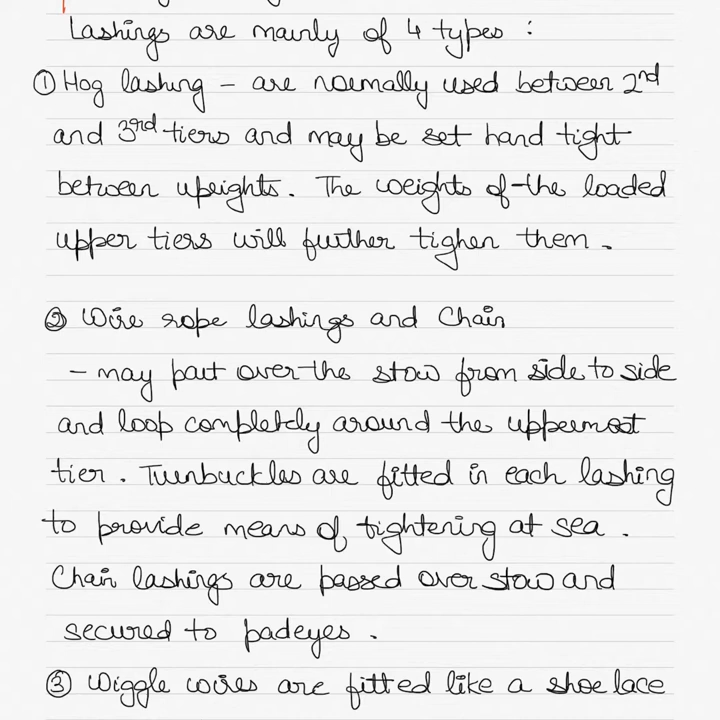 Lashings are mainly of 4 types :
① Hog lashing – are normally used between 2nd
and 3rd tiers and may be set hand tight
between uprights. The weights of the loaded
upper tiers will further tighen them .
② Wire rope lashings and Chain
– may part over the stow from side to side
and loop completely around the uppermost
tier . Turnbuckles are fitted in each lashing
to provide means of tightening at sea .
Chain lashings are passed over stow and
secured to padeyes .
③ Wiggle wires are fitted like a shoe lace